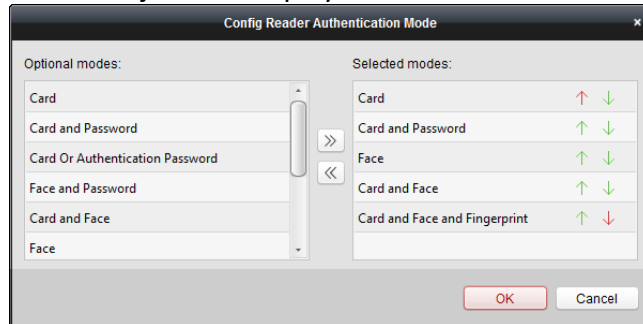 Config Reader Authentication Mode
Optional modes:
Card
Card and Password
Card Or Authentication Password
Face and Password
Card and Face
Face
Selected modes:
Card
Card and Password
Face
Card and Face
Card and Face and Fingerprint
OK
Cancel